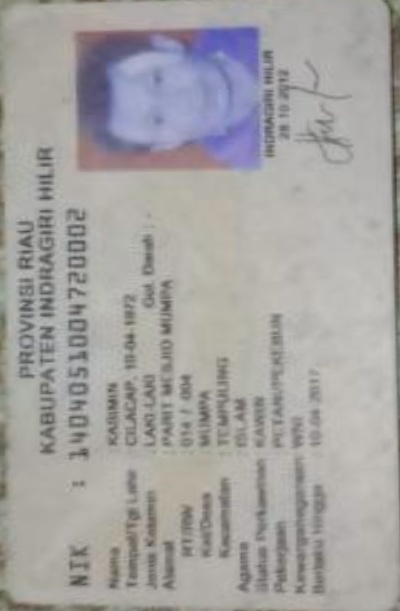 PROVINSI RIAU
KABUPATEN INDRAGIRI HILIR
NIK : 1404051004720002
Nama : KASIMIN
Tempat/Tgl Lahir : CILACAP, 10-04-1972
Jenis Kelamin : LAKI-LAKI Gol. Darah : -
Alamat : PARIT MESJID MUMPA
RT/RW : 014 / 004
Kel/Desa : MUMPA
Kecamatan : TEMPULING
Agama : ISLAM
Status Perkawinan : KAWIN
Pekerjaan : PETANI/PEKEBUN
Kewarganegaraan : WNI
Berlaku Hingga : 10-04-2017
INDRAGIRI HILIR
28-10-2012